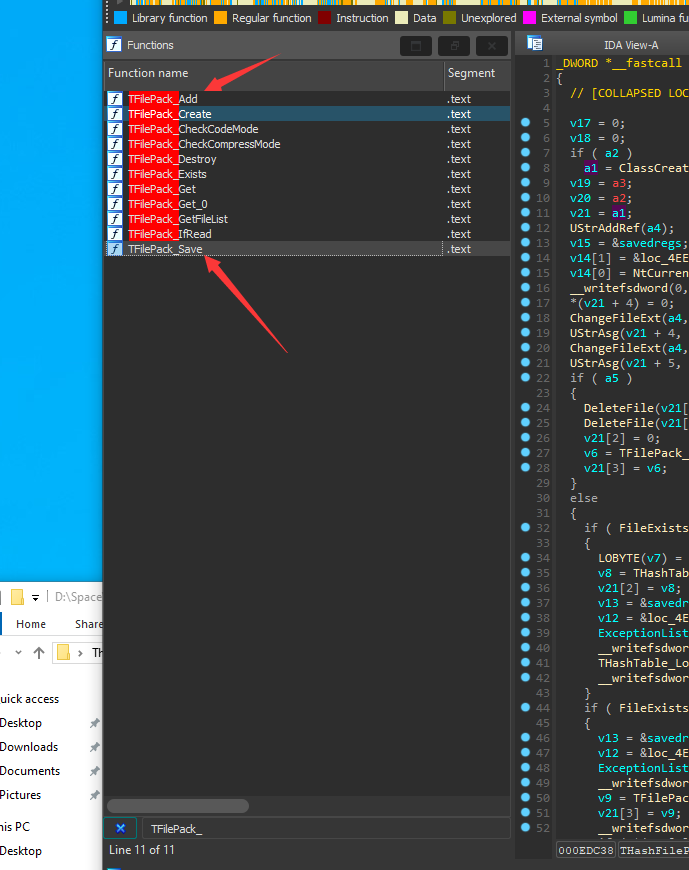 Library function Regular function Instruction Data Unexplored External symbol Lumina fu
Functions
Function name Segment
TFilePack_Add .text
TFilePack_Create .text
TFilePack_CheckCodeMode .text
TFilePack_CheckCompressMode .text
TFilePack_Destroy .text
TFilePack_Exists .text
TFilePack_Get .text
TFilePack_Get_0 .text
TFilePack_GetFileList .text
TFilePack_IfRead .text
TFilePack_Save .text
TFilePack_
Line 11 of 11
IDA View-A
1 _DWORD *__fastcall
2 {
3 // [COLLAPSED LOC
4
5 v17 = 0;
6 v18 = 0;
7 if ( a2 )
8 a1 = ClassCreat
9 v19 = a3;
10 v20 = a2;
11 v21 = a1;
12 UStrAddRef(a4);
13 v15 = &savedregs;
14 v14[1] = &loc_4EE
15 v14[0] = NtCurren
16 __writefsdword(0,
17 *(v21 + 4) = 0;
18 ChangeFileExt(a4,
19 UStrAsg(v21 + 4,
20 ChangeFileExt(a4,
21 UStrAsg(v21 + 5,
22 if ( a5 )
23 {
24 DeleteFile(v21[
25 DeleteFile(v21[
26 v21[2] = 0;
27 v6 = TFilePack_
28 v21[3] = v6;
29 }
30 else
31 {
32 if ( FileExists
33 {
34 LOBYTE(v7) =
35 v8 = THashTab
36 v21[2] = v8;
37 v13 = &savedr
38 v12 = &loc_4E
39 ExceptionList
40 __writefsdwor
41 THashTable_Lo
42 __writefsdwor
43 }
44 if ( FileExists
45 {
46 v13 = &savedr
47 v12 = &loc_4E
48 ExceptionList
49 __writefsdwor
50 v9 = TFilePac
51 v21[3] = v9;
52 __writefsdwor
000EDC38 THashFileP
D:\Space
Home Share
Th
uick access
Desktop
Downloads
Documents
Pictures
his PC
Desktop